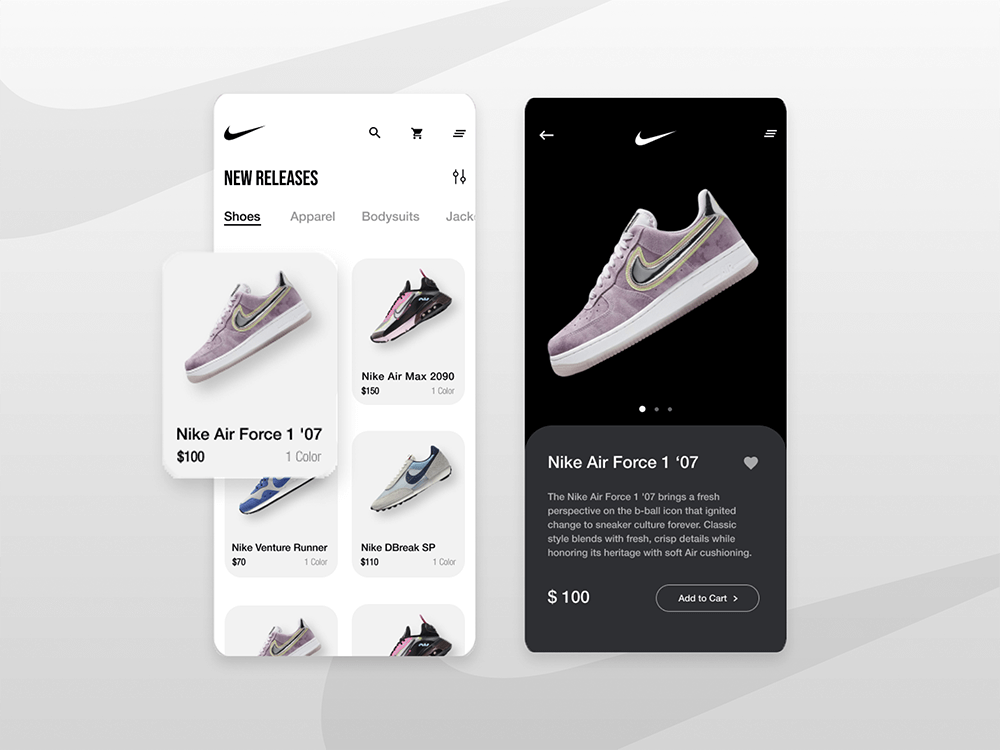 NEW RELEASES
Shoes Apparel Bodysuits Jack
Nike Air Force 1 '07
$100 1 Color
Nike Air Max 2090
$150 1 Color
Nike Venture Runner
$70 1 Color
Nike DBreak SP
$110 1 Color
Nike Air Force 1 ‘07
The Nike Air Force 1 '07 brings a fresh
perspective on the b-ball icon that ignited
change to sneaker culture forever. Classic
style blends with fresh, crisp details while
honoring its heritage with soft Air cushioning.
$ 100
Add to Cart >